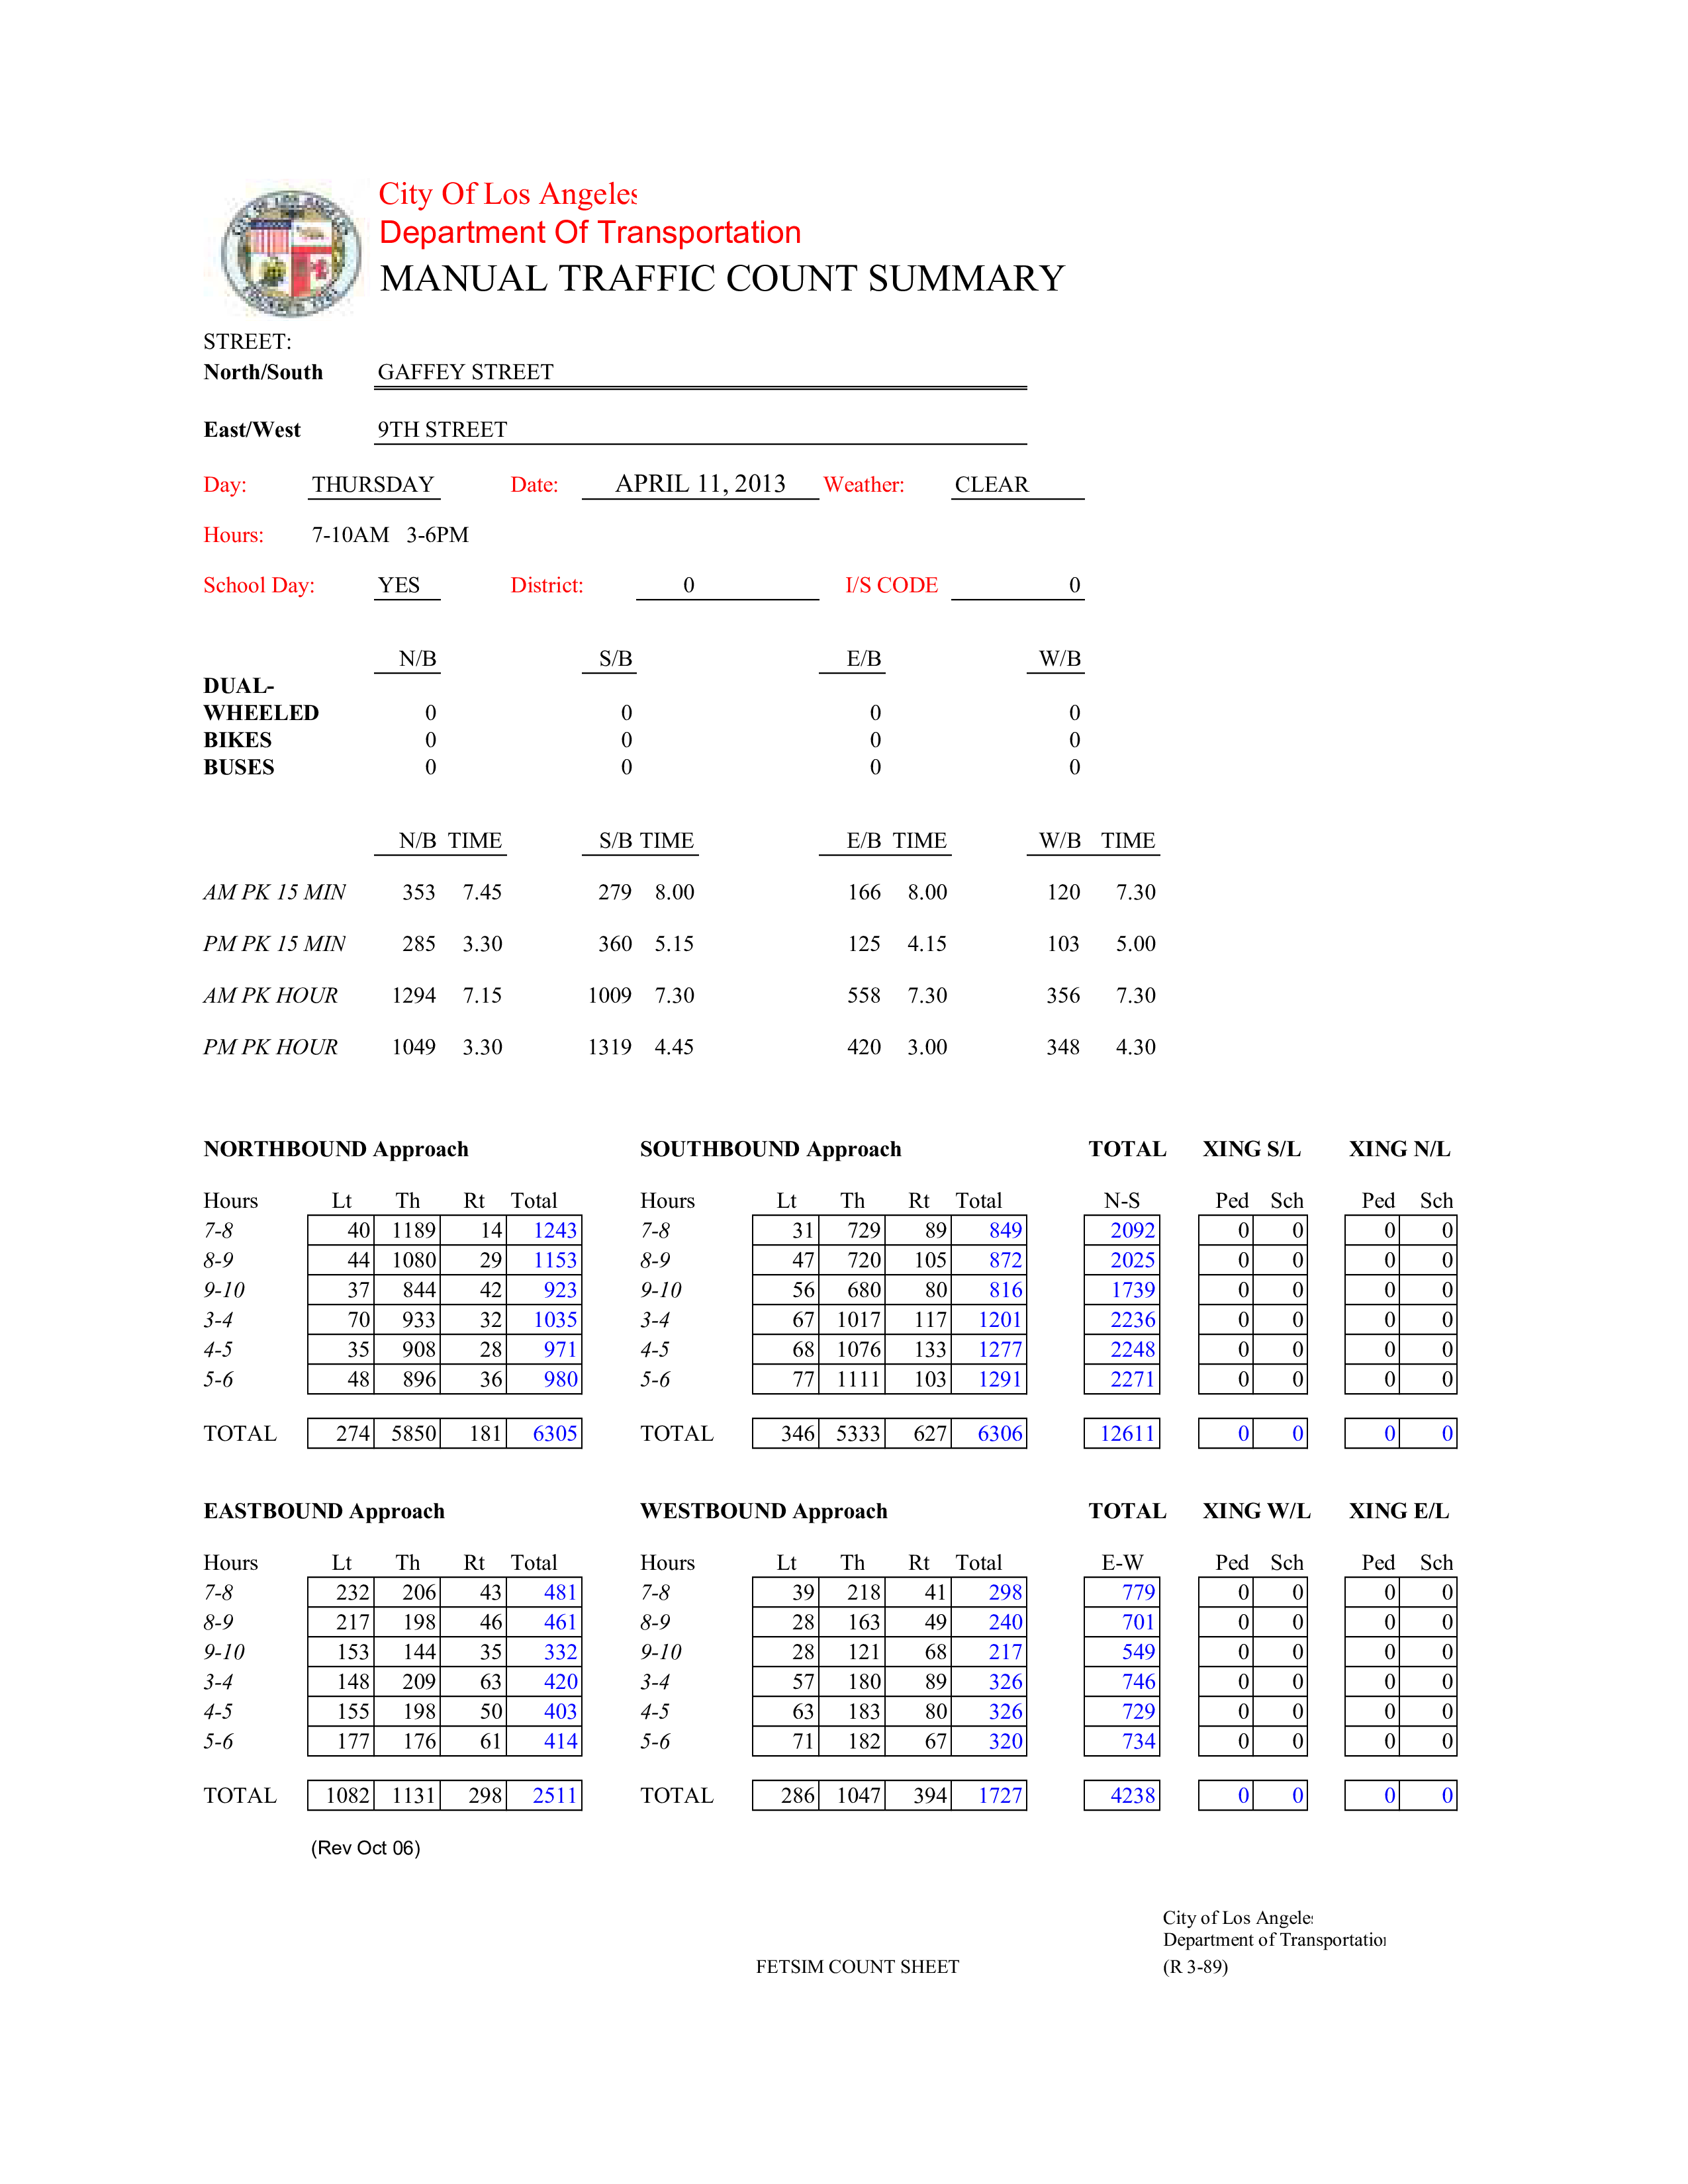 City Of Los Angeles
Department Of Transportation
MANUAL TRAFFIC COUNT SUMMARY
STREET:
North/South GAFFEY STREET
East/West 9TH STREET
Day: THURSDAY Date: APRIL 11, 2013 Weather: CLEAR
Hours: 7-10AM 3-6PM
School Day: YES District: 0 I/S CODE 0
N/B S/B E/B W/B
DUAL-
WHEELED 0 0 0 0
BIKES 0 0 0 0
BUSES 0 0 0 0
N/B TIME S/B TIME E/B TIME W/B TIME
AM PK 15 MIN 353 7.45 279 8.00 166 8.00 120 7.30
PM PK 15 MIN 285 3.30 360 5.15 125 4.15 103 5.00
AM PK HOUR 1294 7.15 1009 7.30 558 7.30 356 7.30
PM PK HOUR 1049 3.30 1319 4.45 420 3.00 348 4.30
NORTHBOUND Approach SOUTHBOUND Approach TOTAL XING S/L XING N/L
Hours Lt Th Rt Total Hours Lt Th Rt Total N-S Ped Sch Ped Sch
7-8 40 1189 14 1243 7-8 31 729 89 849 2092 0 0 0 0
8-9 44 1080 29 1153 8-9 47 720 105 872 2025 0 0 0 0
9-10 37 844 42 923 9-10 56 680 80 816 1739 0 0 0 0
3-4 70 933 32 1035 3-4 67 1017 117 1201 2236 0 0 0 0
4-5 35 908 28 971 4-5 68 1076 133 1277 2248 0 0 0 0
5-6 48 896 36 980 5-6 77 1111 103 1291 2271 0 0 0 0
TOTAL 274 5850 181 6305 TOTAL 346 5333 627 6306 12611 0 0 0 0
EASTBOUND Approach WESTBOUND Approach TOTAL XING W/L XING E/L
Hours Lt Th Rt Total Hours Lt Th Rt Total E-W Ped Sch Ped Sch
7-8 232 206 43 481 7-8 39 218 41 298 779 0 0 0 0
8-9 217 198 46 461 8-9 28 163 49 240 701 0 0 0 0
9-10 153 144 35 332 9-10 28 121 68 217 549 0 0 0 0
3-4 148 209 63 420 3-4 57 180 89 326 746 0 0 0 0
4-5 155 198 50 403 4-5 63 183 80 326 729 0 0 0 0
5-6 177 176 61 414 5-6 71 182 67 320 734 0 0 0 0
TOTAL 1082 1131 298 2511 TOTAL 286 1047 394 1727 4238 0 0 0 0
(Rev Oct 06)
City of Los Angeles
Department of Transportation
FETSIM COUNT SHEET (R 3-89)